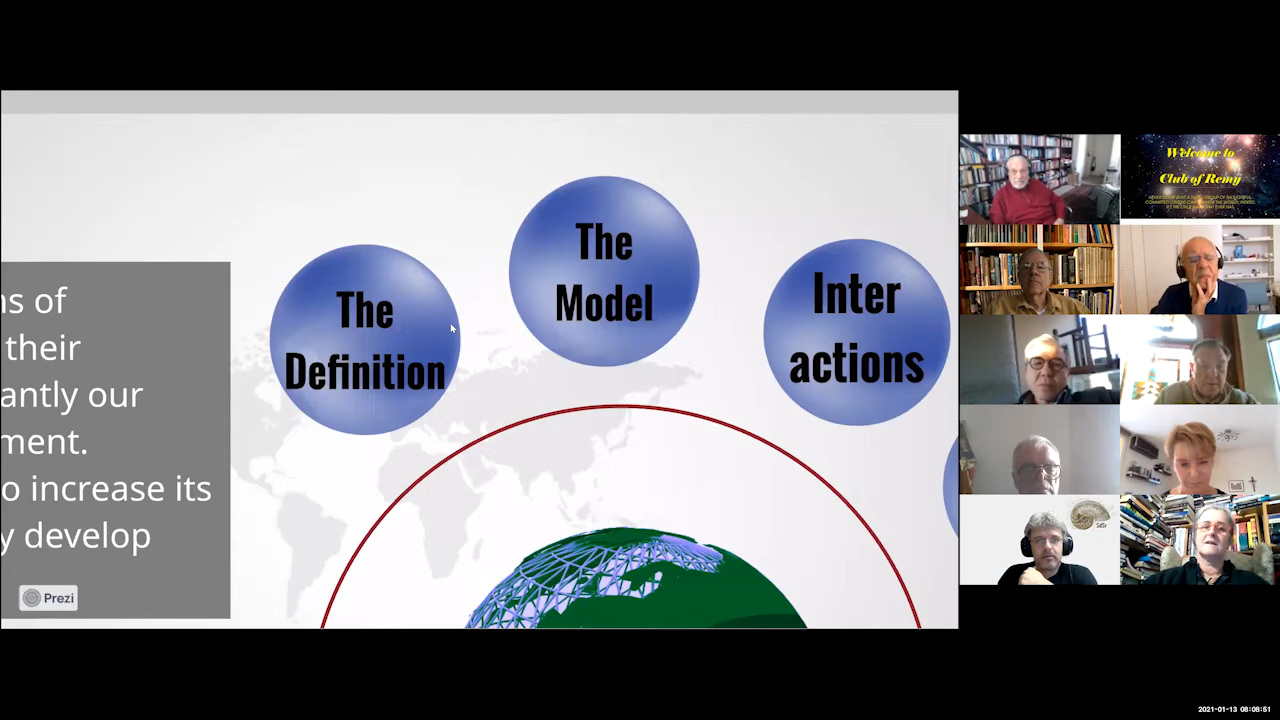 ns of
their
antly our
ment.
o increase its
y develop
Prezi
The
Definition
The
Model
Inter
actions
Welcome to
Club of Remy
SdSr
2021-01-13 08:08:51